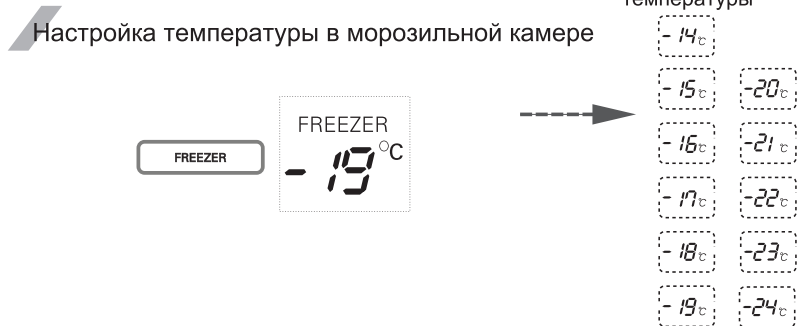 температуры
Настройка температуры в морозильной камере
FREEZER
FREEZER
-19°C
-14℃
-15℃ -20℃
-16℃ -21℃
-17℃ -22℃
-18℃ -23℃
-19℃ -24℃